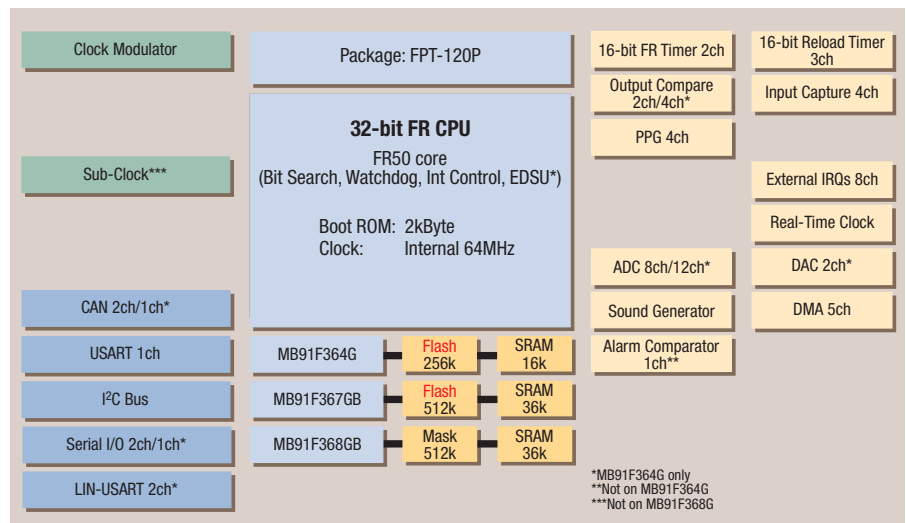 Clock Modulator
Sub-Clock***
CAN 2ch/1ch*
USART 1ch
I²C Bus
Serial I/O 2ch/1ch*
LIN-USART 2ch*
Package: FPT-120P
32-bit FR CPU
FR50 core
(Bit Search, Watchdog, Int Control, EDSU*)
Boot ROM: 2kByte
Clock: Internal 64MHz
MB91F364G
Flash
256k
SRAM
16k
MB91F367GB
Flash
512k
SRAM
36k
MB91F368GB
Mask
512k
SRAM
36k
16-bit FR Timer 2ch
16-bit Reload Timer
3ch
Output Compare
2ch/4ch*
Input Capture 4ch
PPG 4ch
External IRQs 8ch
Real-Time Clock
ADC 8ch/12ch*
DAC 2ch*
Sound Generator
DMA 5ch
Alarm Comparator
1ch**
*MB91F364G only
**Not on MB91F364G
***Not on MB91F368G